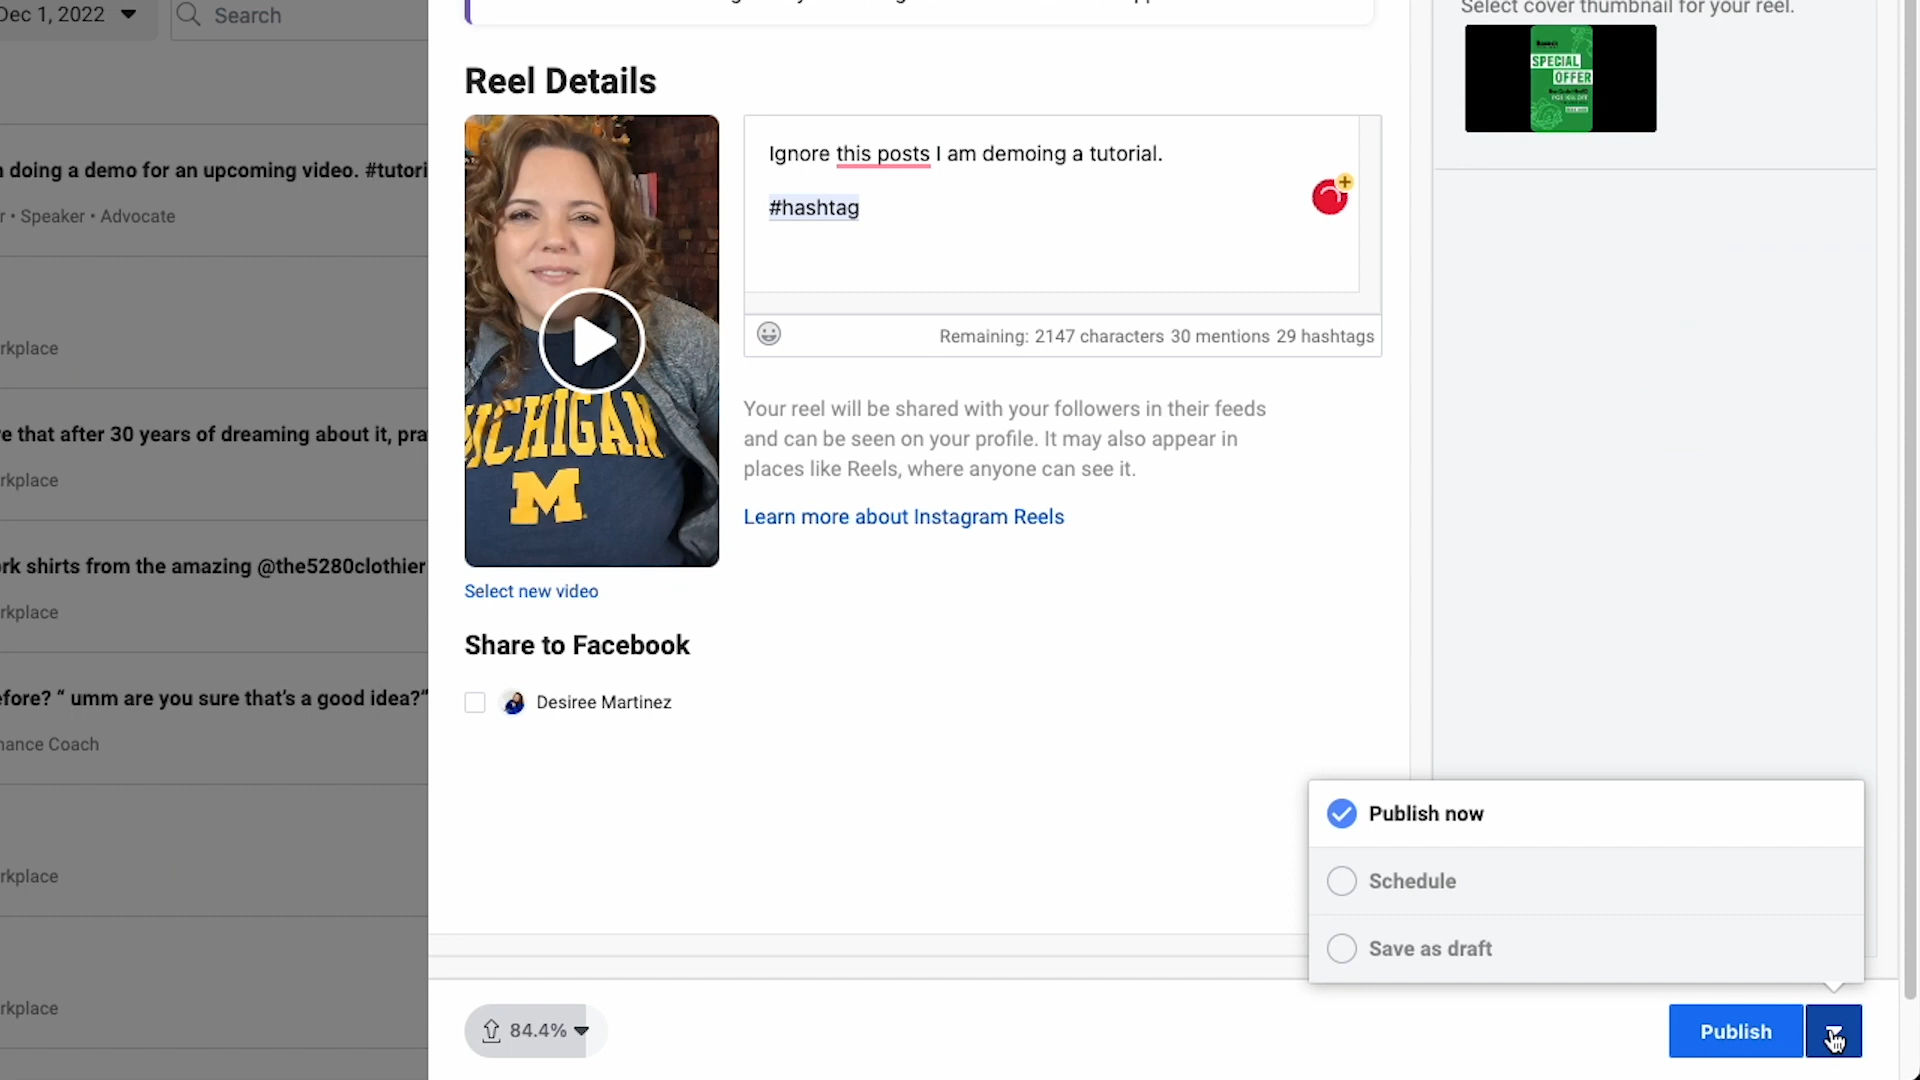 Dec 1, 2022
Search
doing a demo for an upcoming video. #tutori
r • Speaker • Advocate
rkplace
e that after 30 years of dreaming about it, pra
rkplace
rk shirts from the amazing @the5280clothier
rkplace
efore? “ umm are you sure that’s a good idea?“
nance Coach
rkplace
rkplace
Reel Details
MICHIGAN
M
Ignore this posts I am demoing a tutorial.
#hashtag
Remaining: 2147 characters 30 mentions 29 hashtags
Your reel will be shared with your followers in their feeds
and can be seen on your profile. It may also appear in
places like Reels, where anyone can see it.
Learn more about Instagram Reels
Select new video
Share to Facebook
Desiree Martinez
Select cover thumbnail for your reel.
SPECIAL
OFFER
Publish now
Schedule
Save as draft
84.4%
Publish